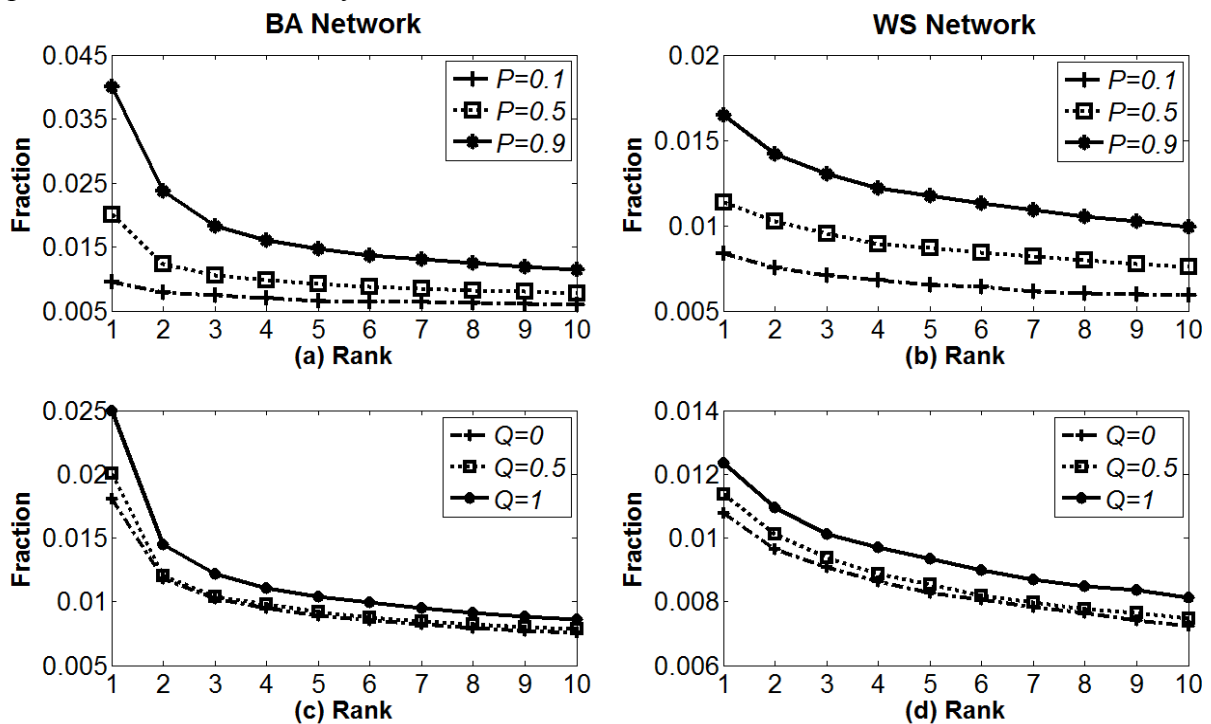 BA Network
WS Network
0.045
0.035
0.025
0.015
0.005
Fraction
P=0.1
P=0.5
P=0.9
1 2 3 4 5 6 7 8 9 10
(a) Rank
0.02
0.015
0.01
0.005
Fraction
P=0.1
P=0.5
P=0.9
1 2 3 4 5 6 7 8 9 10
(b) Rank
0.025
0.02
0.015
0.01
0.005
Fraction
Q=0
Q=0.5
Q=1
1 2 3 4 5 6 7 8 9 10
(c) Rank
0.014
0.012
0.01
0.008
0.006
Fraction
Q=0
Q=0.5
Q=1
1 2 3 4 5 6 7 8 9 10
(d) Rank